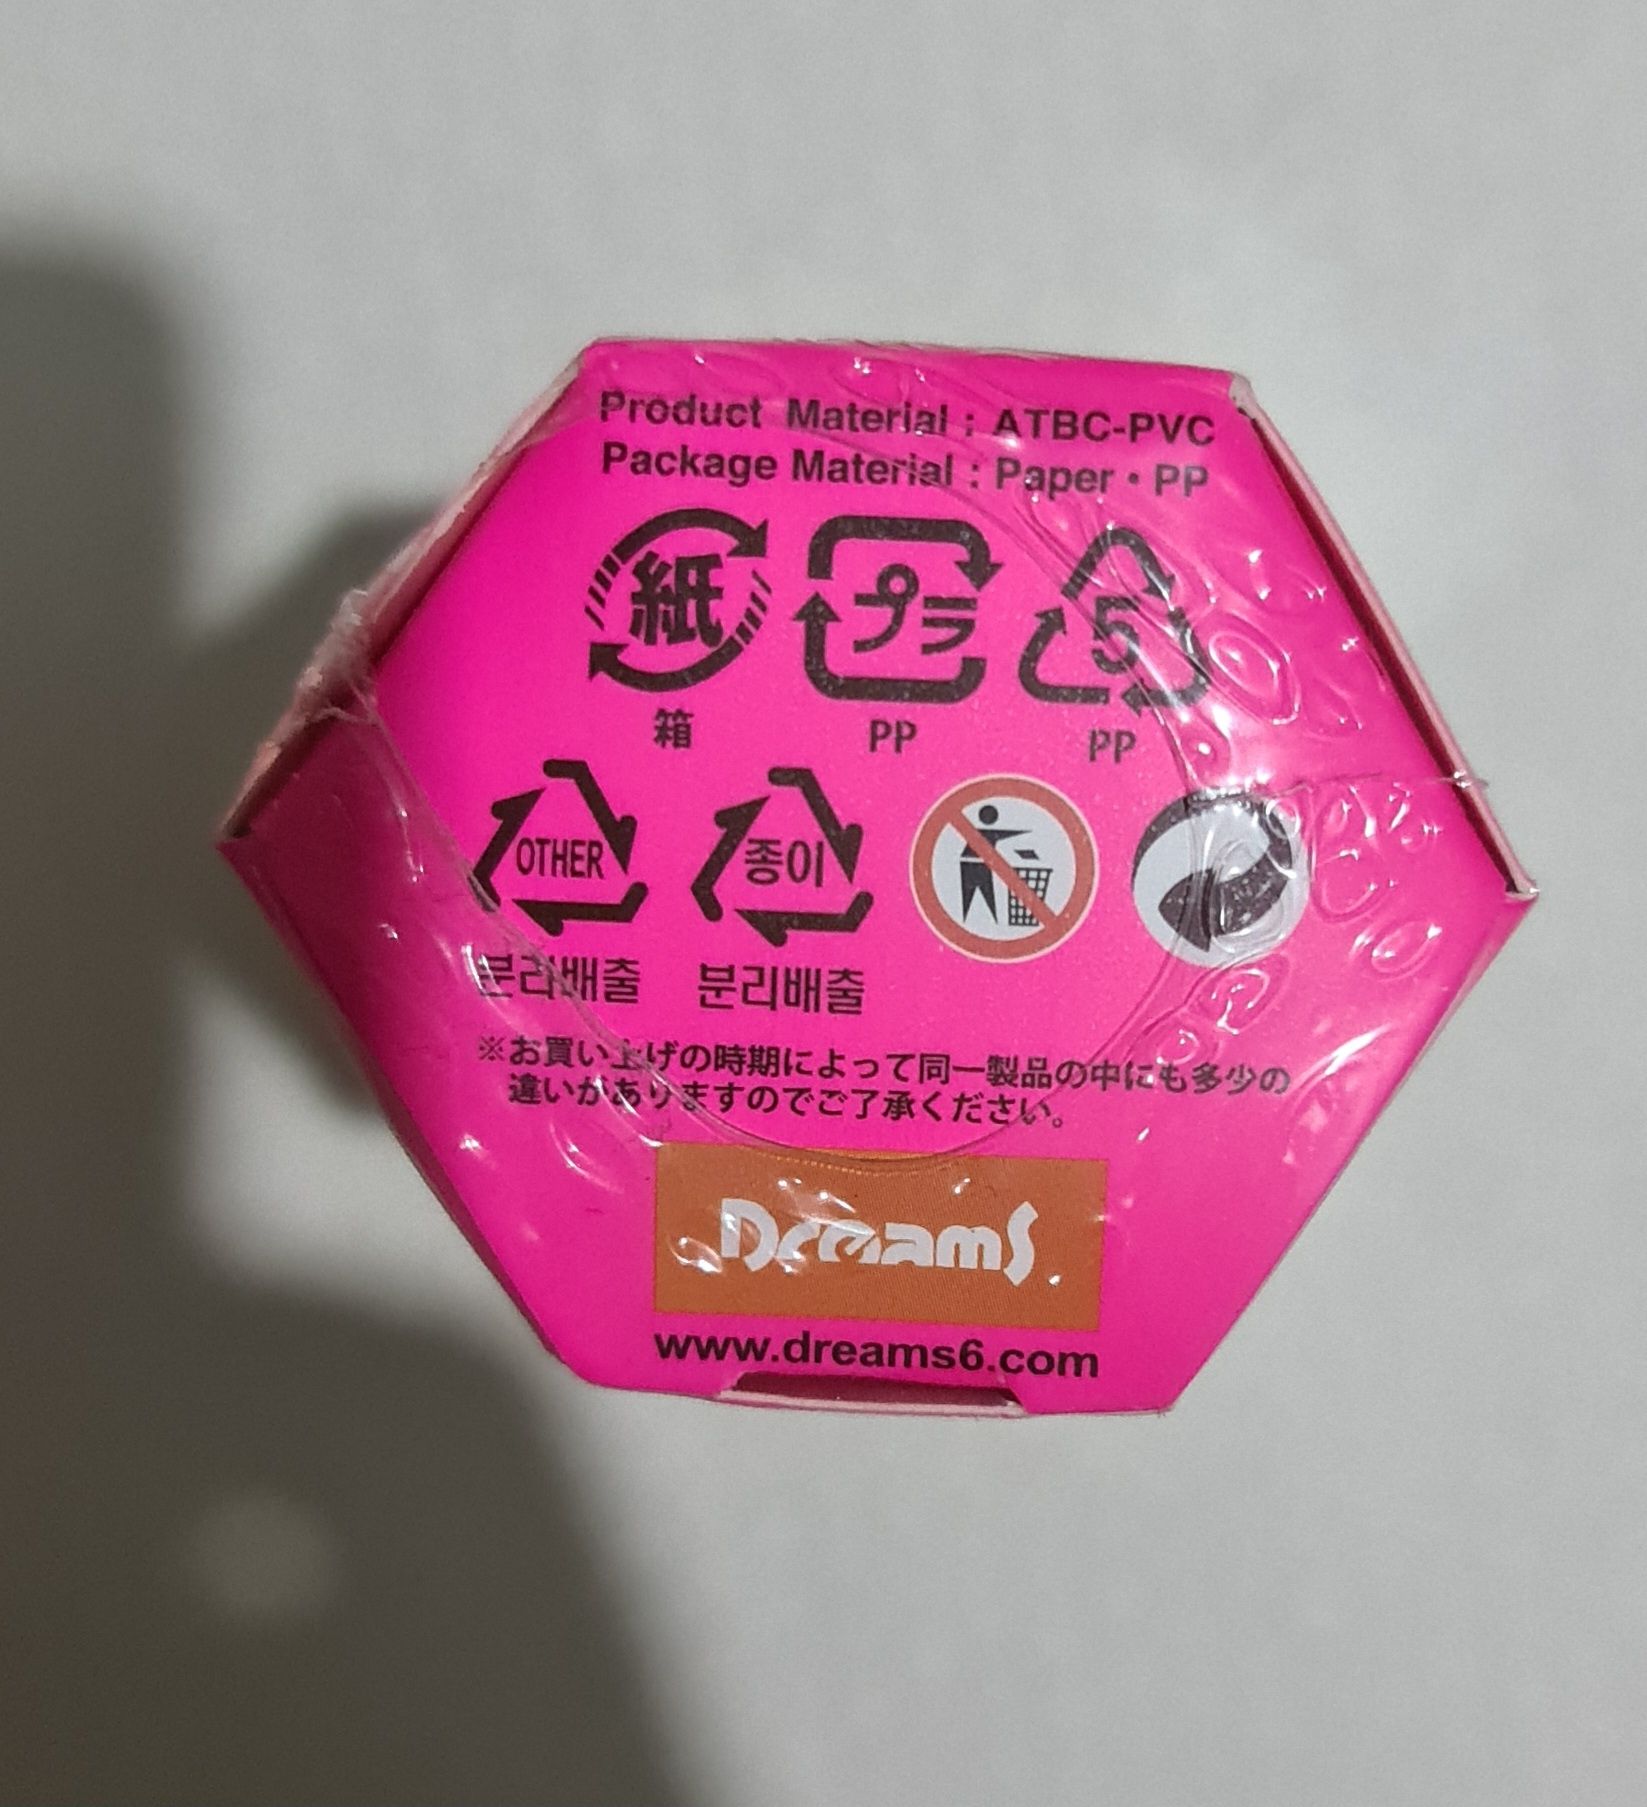 Product Material : ATBC-PVC
Package Material : Paper・PP
紙
プラ
5
箱
PP
PP
OTHER
종이
분리배출
분리배출
※お買い上げの時期によって同一製品の中にも多少の
違いがありますのでご了承ください。
Dreams
www.dreams6.com